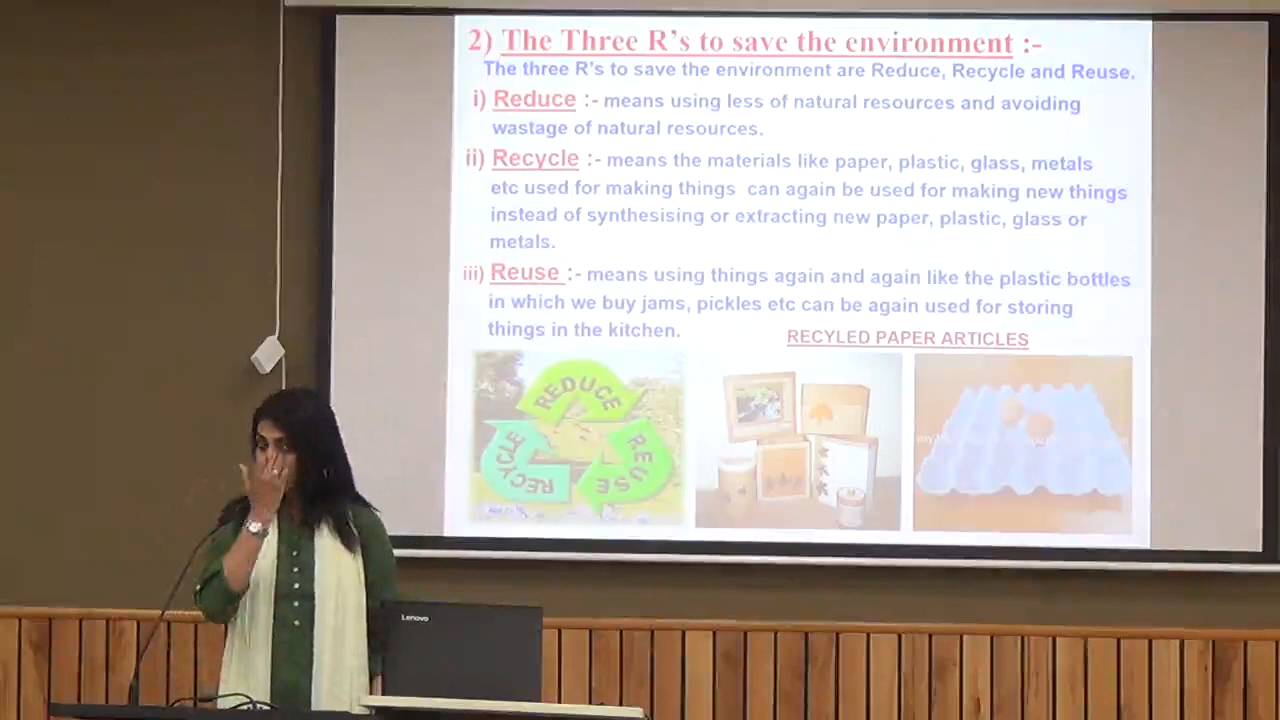 2) The Three R's to save the environment :-
The three R's to save the environment are Reduce, Recycle and Reuse.
i) Reduce :- means using less of natural resources and avoiding
wastage of natural resources.
ii) Recycle :- means the materials like paper, plastic, glass, metals
etc used for making things can again be used for making new things
instead of synthesising or extracting new paper, plastic, glass or
metals.
iii) Reuse :- means using things again and again like the plastic bottles
in which we buy jams, pickles etc can be again used for storing
things in the kitchen.
RECYLED PAPER ARTICLES
REDUCE
RECYCLE
REUSE
Lenovo